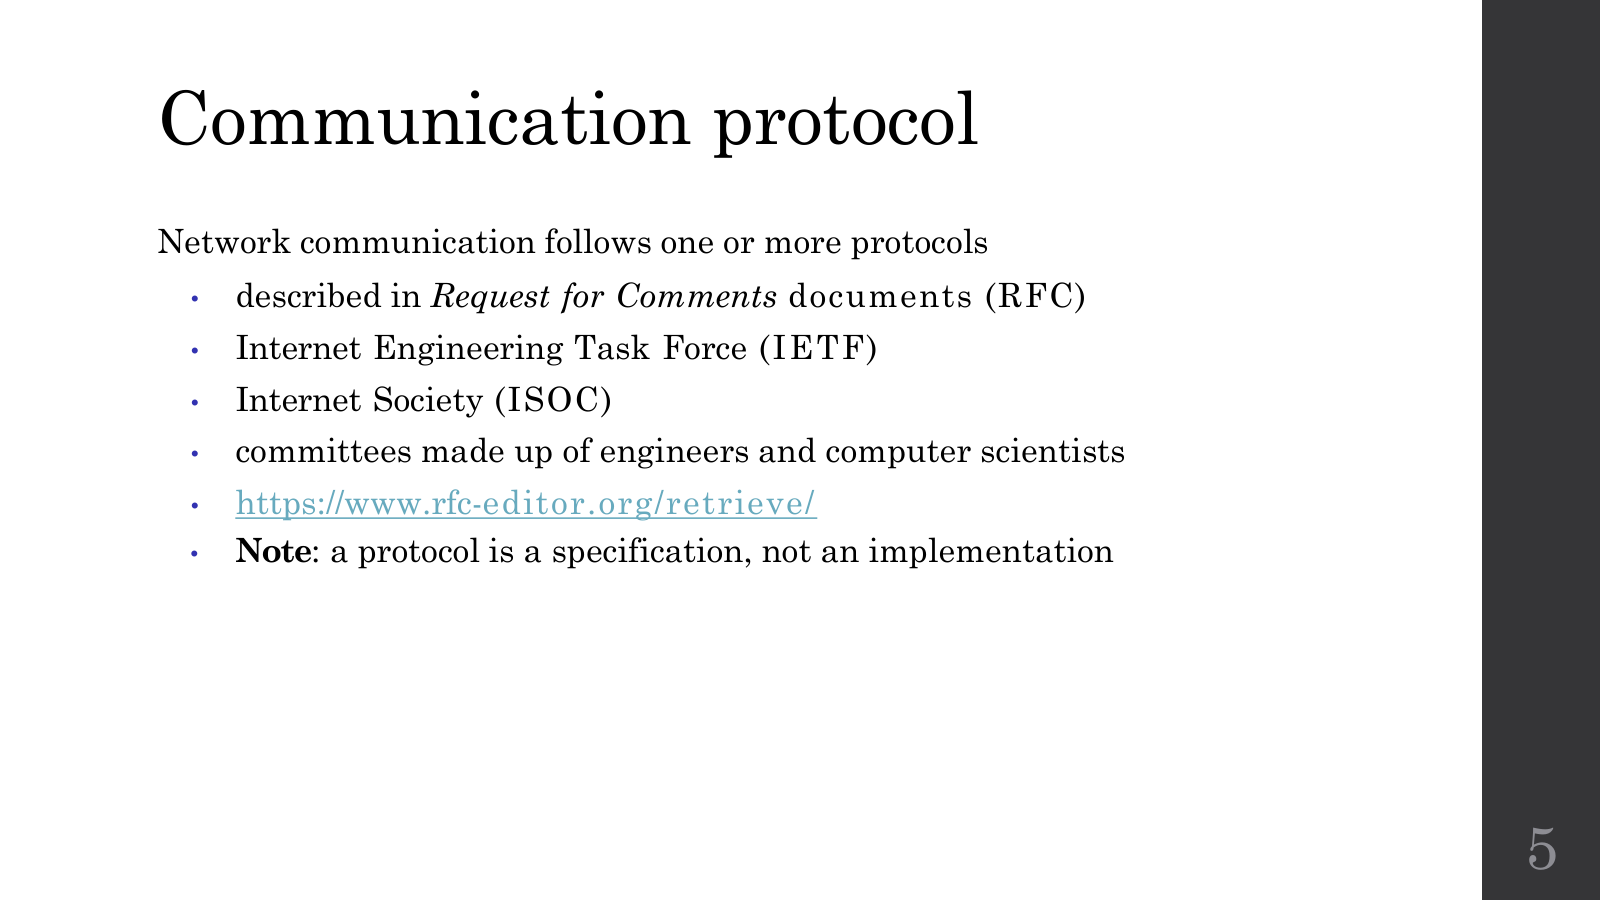 Communication protocol
Network communication follows one or more protocols
• described in Request for Comments documents (RFC)
• Internet Engineering Task Force (IETF)
• Internet Society (ISOC)
• committees made up of engineers and computer scientists
• https://www.rfc-editor.org/retrieve/
• Note: a protocol is a specification, not an implementation
5